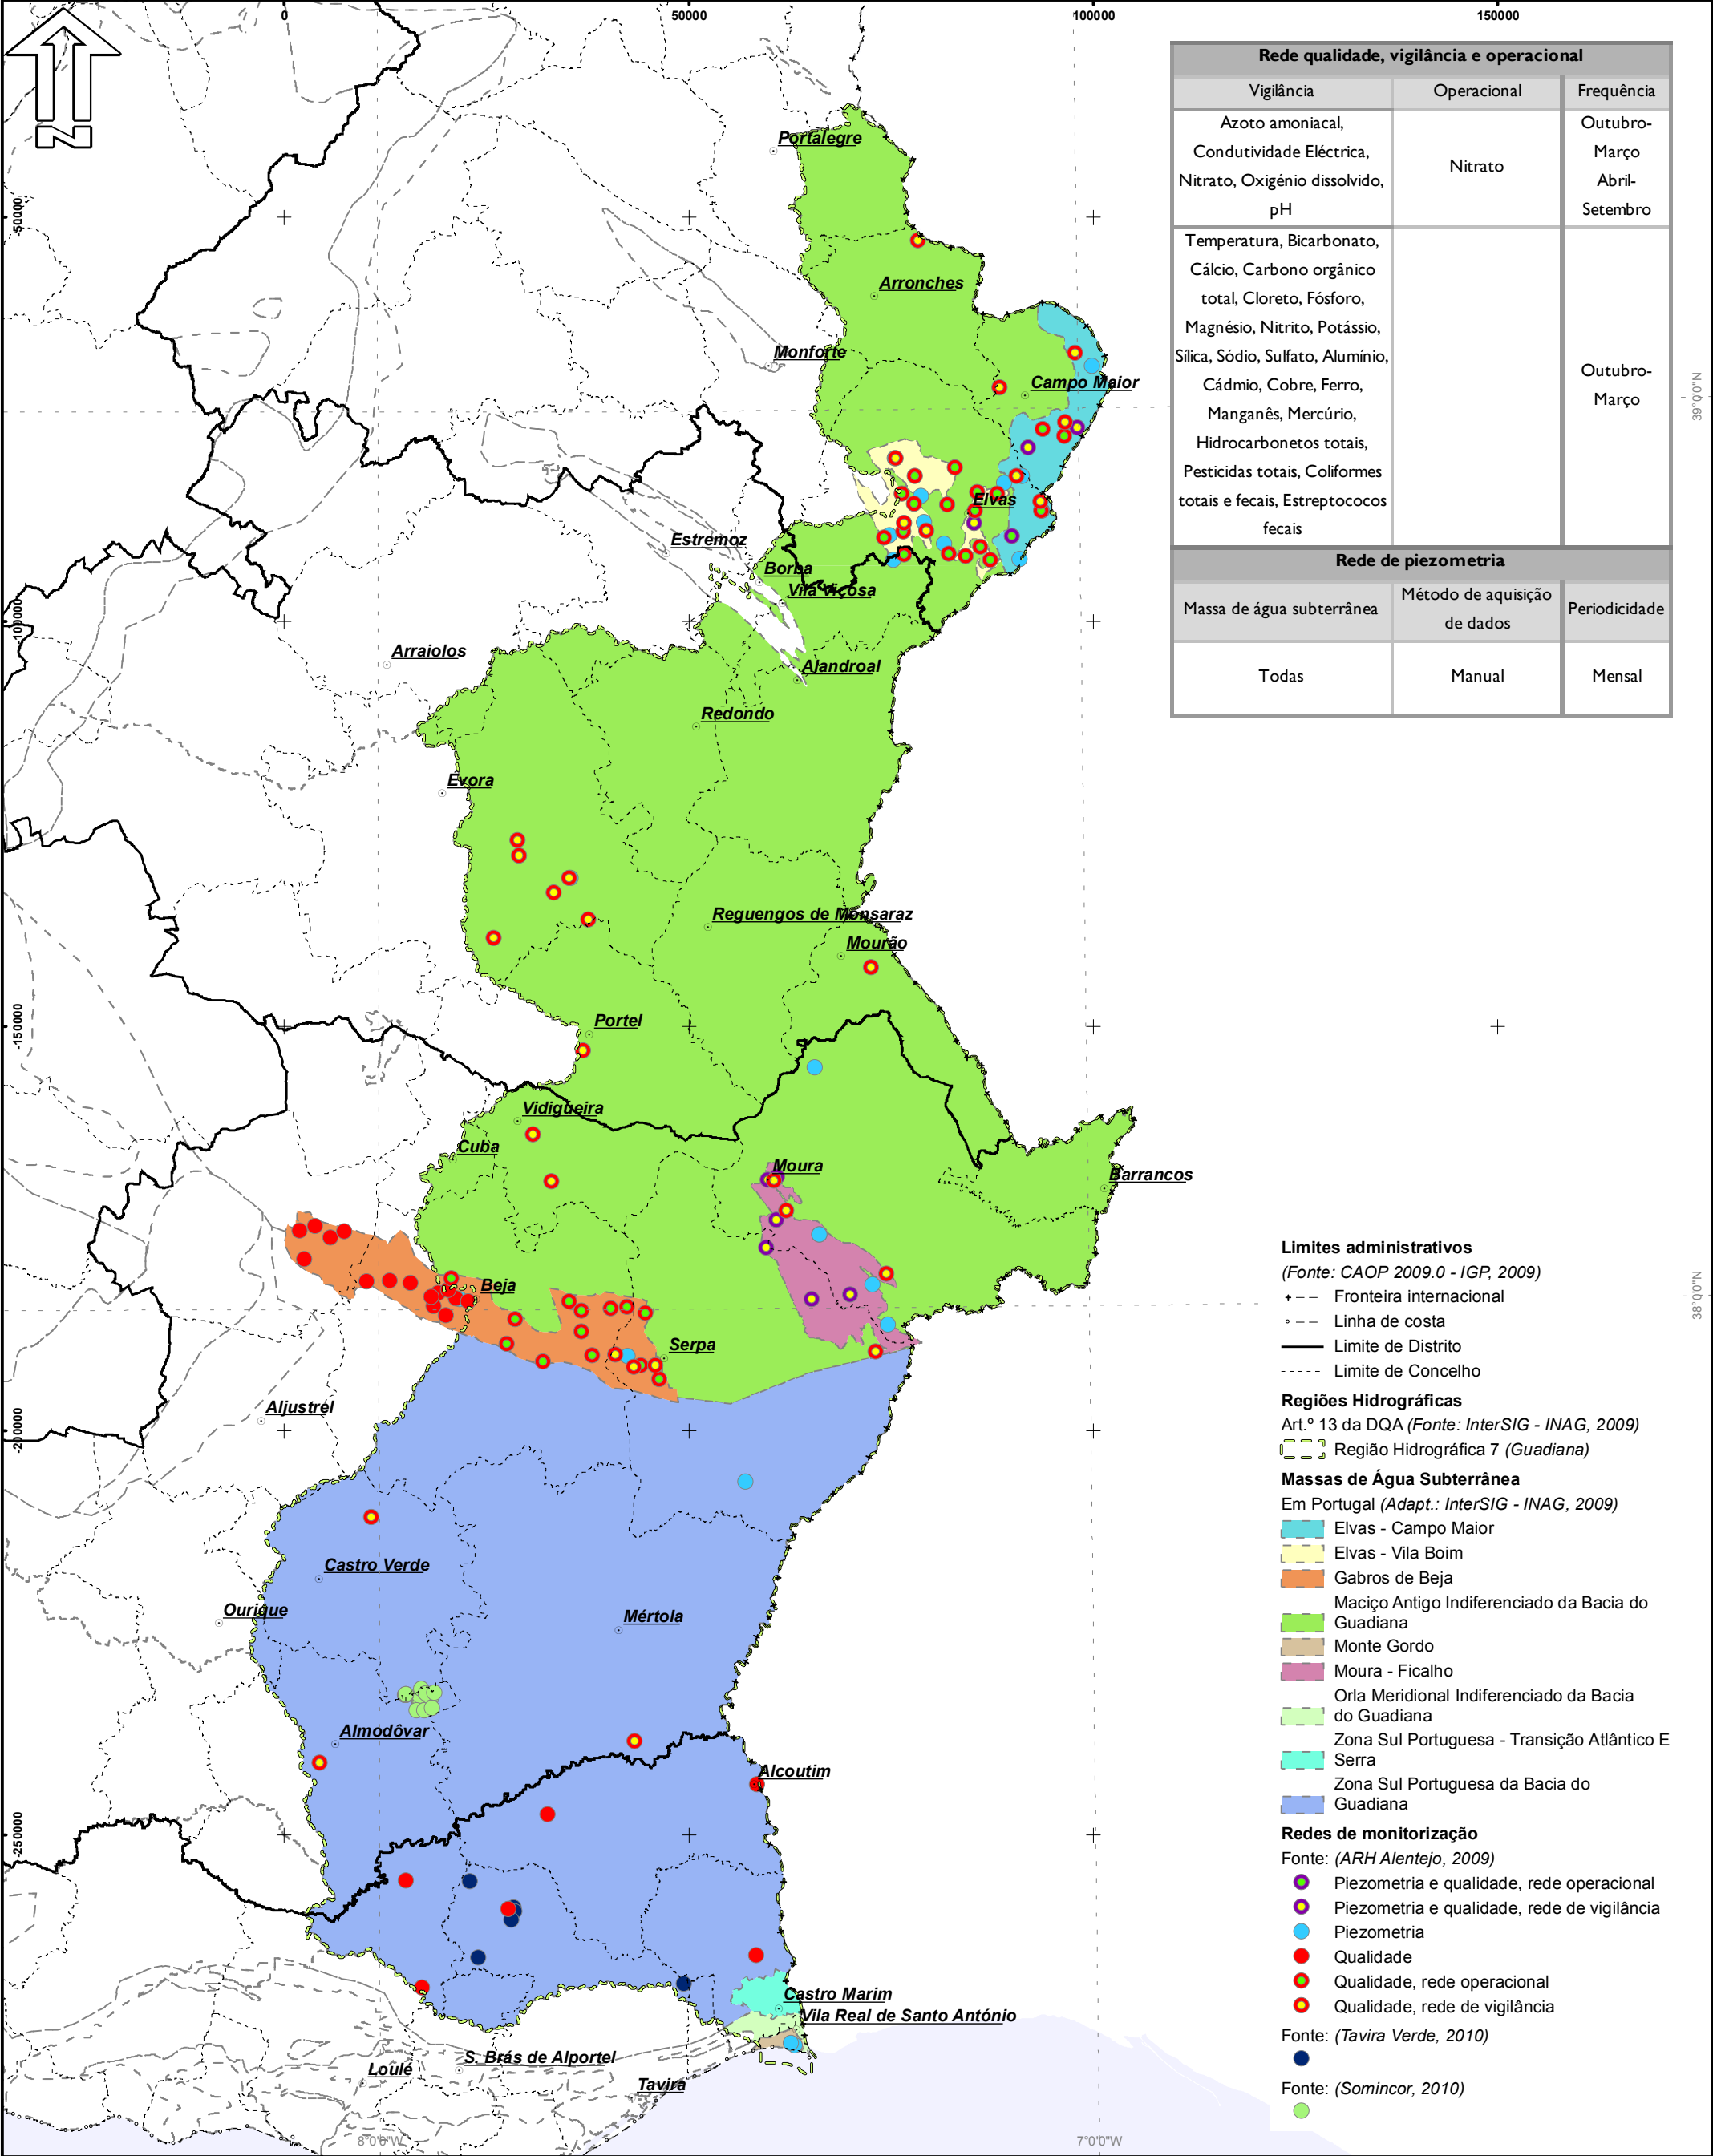 0
50000
100000
150000
N
-50000
-100000
-150000
-200000
-250000
39°0'0"N
38°0'0"N
8°0'0"W
7°0'0"W
Portalegre
Arronches
Monforte
Campo Maior
Elvas
Estremoz
Borba
Vila Viçosa
Arraiolos
Alandroal
Redondo
Évora
Reguengos de Monsaraz
Mourão
Portel
Vidigueira
Cuba
Moura
Barrancos
Beja
Serpa
Aljustrel
Castro Verde
Ourique
Mértola
Almodôvar
Alcoutim
Castro Marim
Vila Real de Santo António
S. Brás de Alportel
Loulé
Tavira
Rede qualidade, vigilância e operacional
Vigilância Operacional Frequência
Azoto amoniacal,
Condutividade Eléctrica,
Nitrato, Oxigénio dissolvido,
pH
Nitrato
Outubro-
Março
Abril-
Setembro
Temperatura, Bicarbonato,
Cálcio, Carbono orgânico
total, Cloreto, Fósforo,
Magnésio, Nitrito, Potássio,
Sílica, Sódio, Sulfato, Alumínio,
Cádmio, Cobre, Ferro,
Manganês, Mercúrio,
Hidrocarbonetos totais,
Pesticidas totais, Coliformes
totais e fecais, Estreptococos
fecais
Outubro-
Março
Rede de piezometria
Massa de água subterrânea
Método de aquisição
de dados
Periodicidade
Todas Manual Mensal
Limites administrativos
(Fonte: CAOP 2009.0 - IGP, 2009)
Fronteira internacional
Linha de costa
Limite de Distrito
Limite de Concelho
Regiões Hidrográficas
Art.º 13 da DQA (Fonte: InterSIG - INAG, 2009)
Região Hidrográfica 7 (Guadiana)
Massas de Água Subterrânea
Em Portugal (Adapt.: InterSIG - INAG, 2009)
Elvas - Campo Maior
Elvas - Vila Boim
Gabros de Beja
Maciço Antigo Indiferenciado da Bacia do
Guadiana
Monte Gordo
Moura - Ficalho
Orla Meridional Indiferenciado da Bacia
do Guadiana
Zona Sul Portuguesa - Transição Atlântico E
Serra
Zona Sul Portuguesa da Bacia do
Guadiana
Redes de monitorização
Fonte: (ARH Alentejo, 2009)
Piezometria e qualidade, rede operacional
Piezometria e qualidade, rede de vigilância
Piezometria
Qualidade
Qualidade, rede operacional
Qualidade, rede de vigilância
Fonte: (Tavira Verde, 2010)
Fonte: (Somincor, 2010)